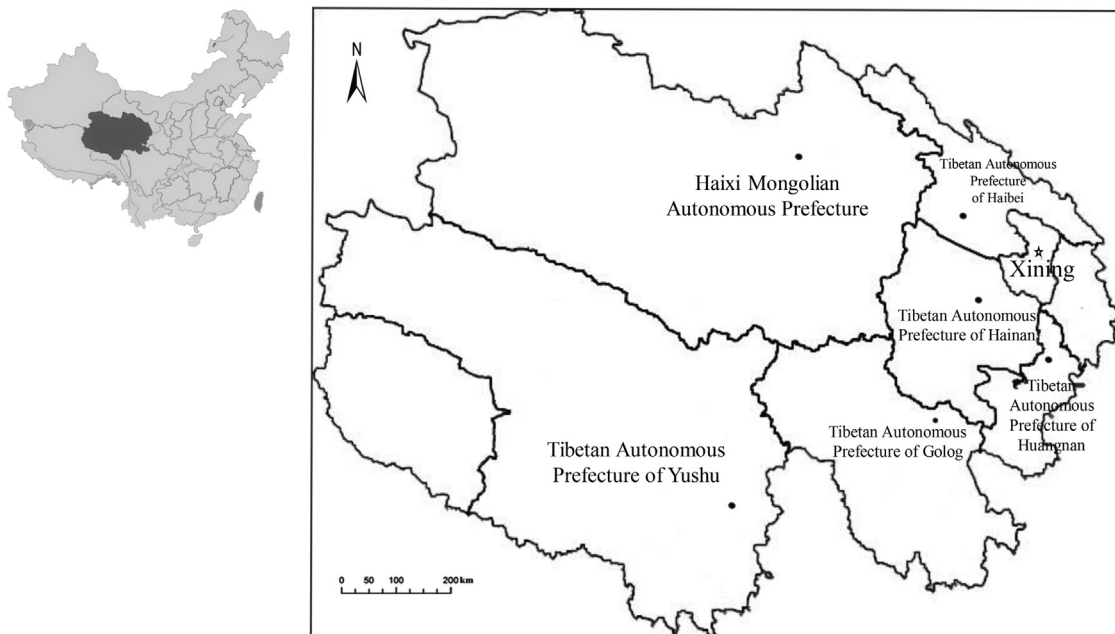 N
Tibetan Autonomous
Prefecture
of Haibei
Haixi Mongolian
Autonomous Prefecture
Xining
Tibetan Autonomous
Prefecture of Hainan
Tibetan
Autonomous
Prefecture of
Huangnan
Tibetan Autonomous
Prefecture of Golog
Tibetan Autonomous
Prefecture of Yushu
0 50 100 200 km